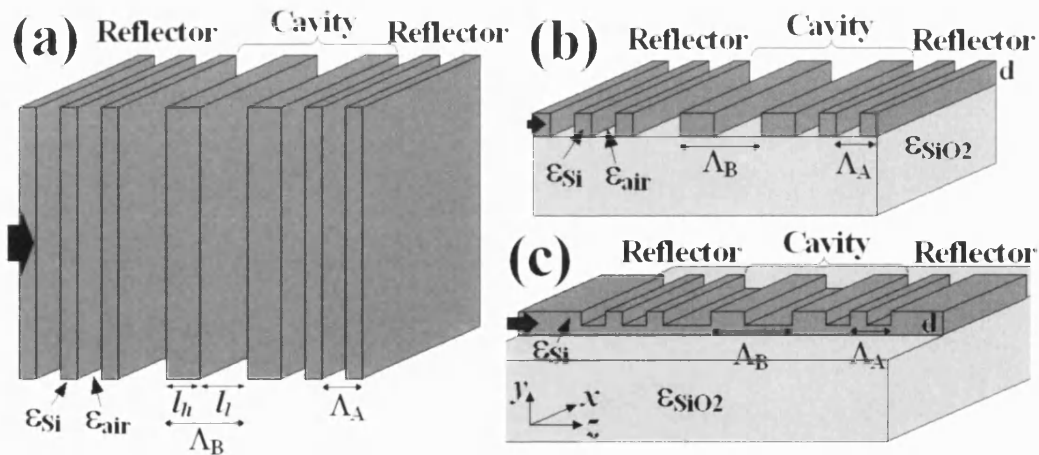 (a)
Reflector
Cavity
Reflector
εSi
εair
lh
ll
ΛB
ΛA
(b)
Reflector
Cavity
Reflector
d
εSi
εair
ΛB
ΛA
εSiO2
(c)
Reflector
Cavity
Reflector
εSi
ΛB
ΛA
d
y
x
z
εSiO2